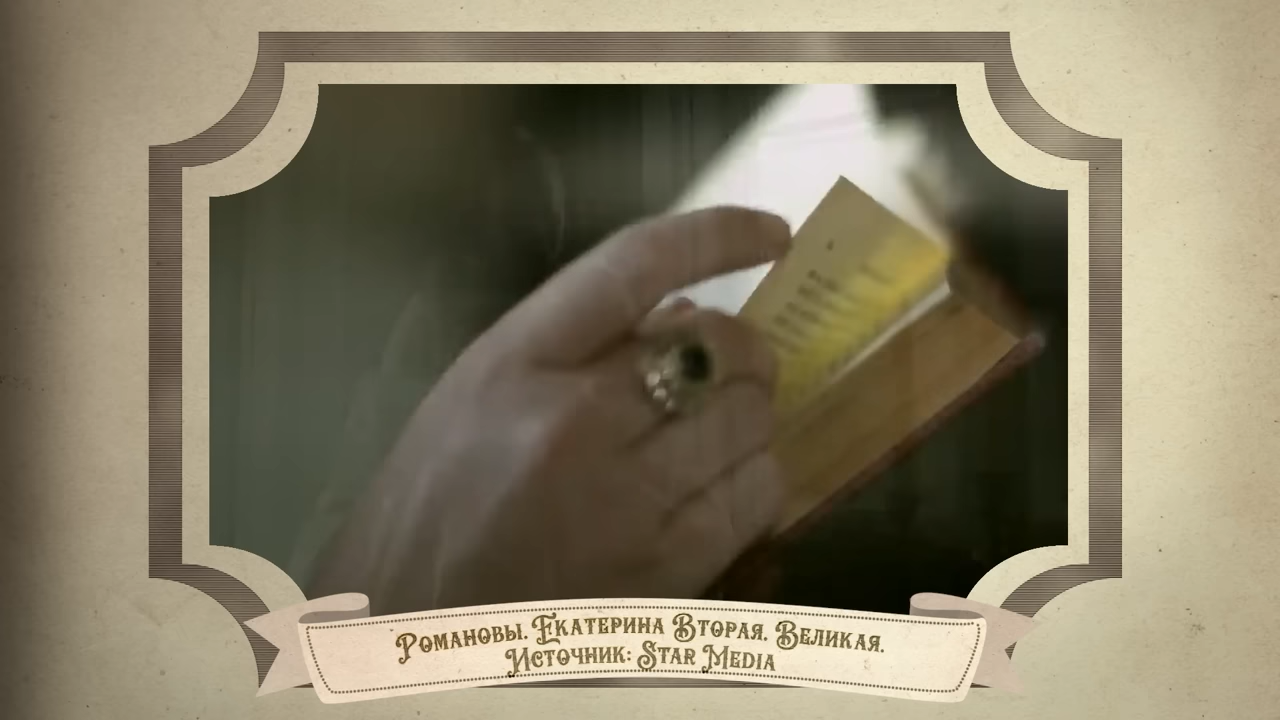 Романовы. Екатерина Вторая. Великая.
Источник: Star Media